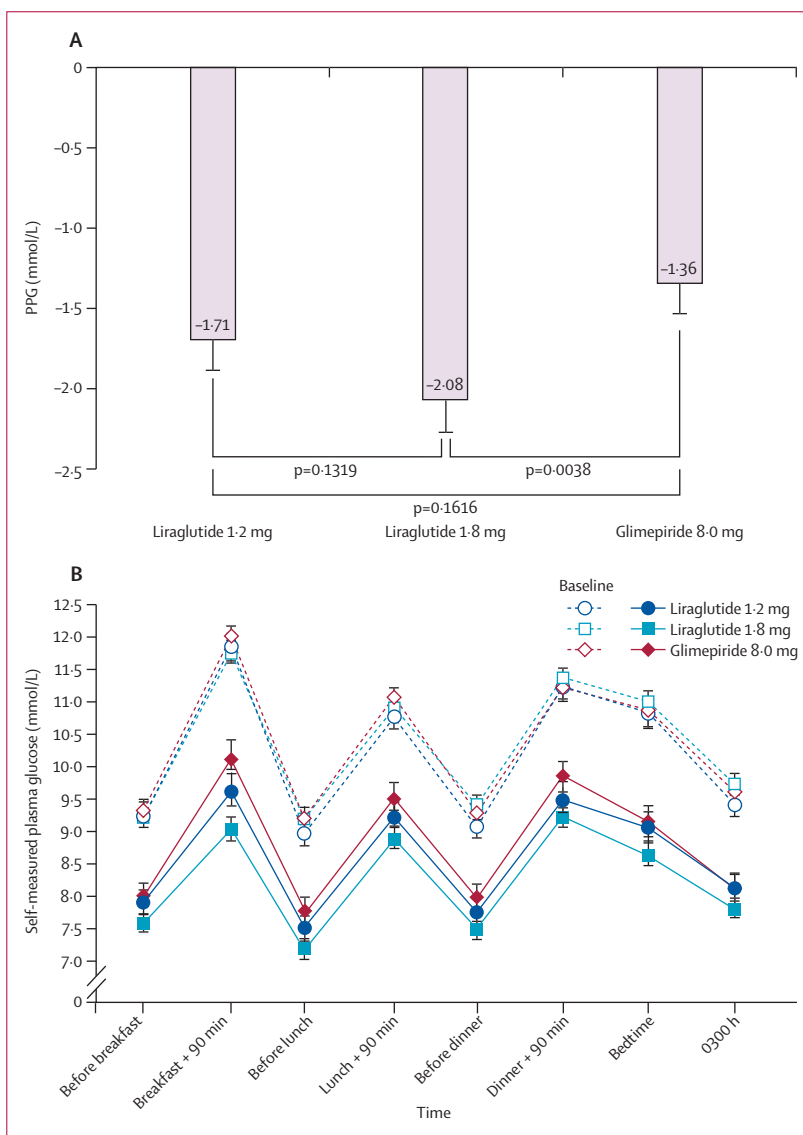 A
0
–0·5
–1·0
–1·5
–2·0
–2·5
PPG (mmol/L)
–1·71
–2·08
–1·36
p=0·1319
p=0·0038
p=0·1616
Liraglutide 1·2 mg
Liraglutide 1·8 mg
Glimepiride 8·0 mg
B
Baseline
Liraglutide 1·2 mg
Liraglutide 1·8 mg
Glimepiride 8·0 mg
12·5
12·0
11·5
11·0
10·5
10·0
9·5
9·0
8·5
8·0
7·5
7·0
0
Self-measured plasma glucose (mmol/L)
Before breakfast
Breakfast + 90 min
Before lunch
Lunch + 90 min
Before dinner
Dinner + 90 min
Bedtime
0300 h
Time